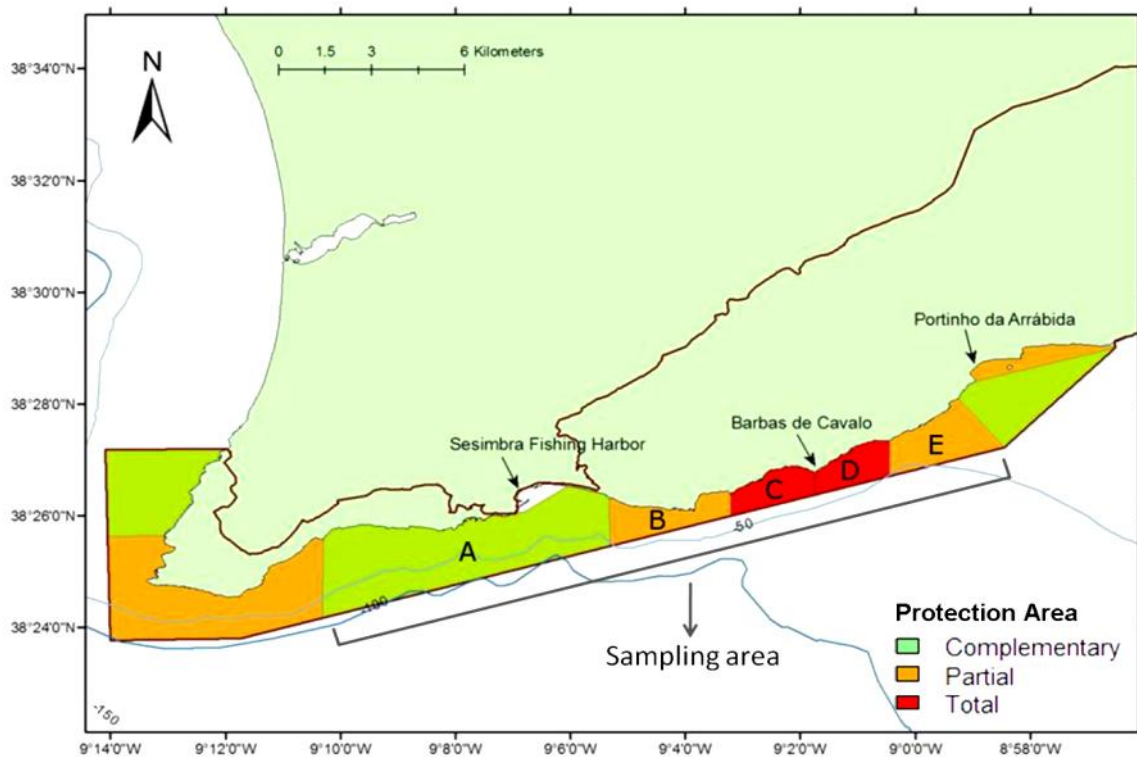 0 1.5 3 6 Kilometers
N
38°34'0"N
38°32'0"N
38°30'0"N
38°28'0"N
38°26'0"N
38°24'0"N
Portinho da Arrábida
Barbas de Cavalo
Sesimbra Fishing Harbor
A
B
C
D
E
-50
-100
-150
Sampling area
Protection Area
Complementary
Partial
Total
9°14'0"W 9°12'0"W 9°10'0"W 9°8'0"W 9°6'0"W 9°4'0"W 9°2'0"W 9°0'0"W 8°58'0"W